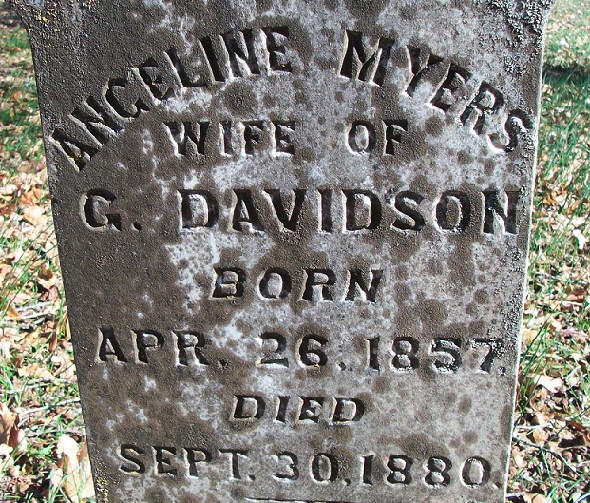 ANGELINE MYERS
WIFE OF
G. DAVIDSON
BORN
APR. 26. 1857.
DIED
SEPT. 30, 1880.